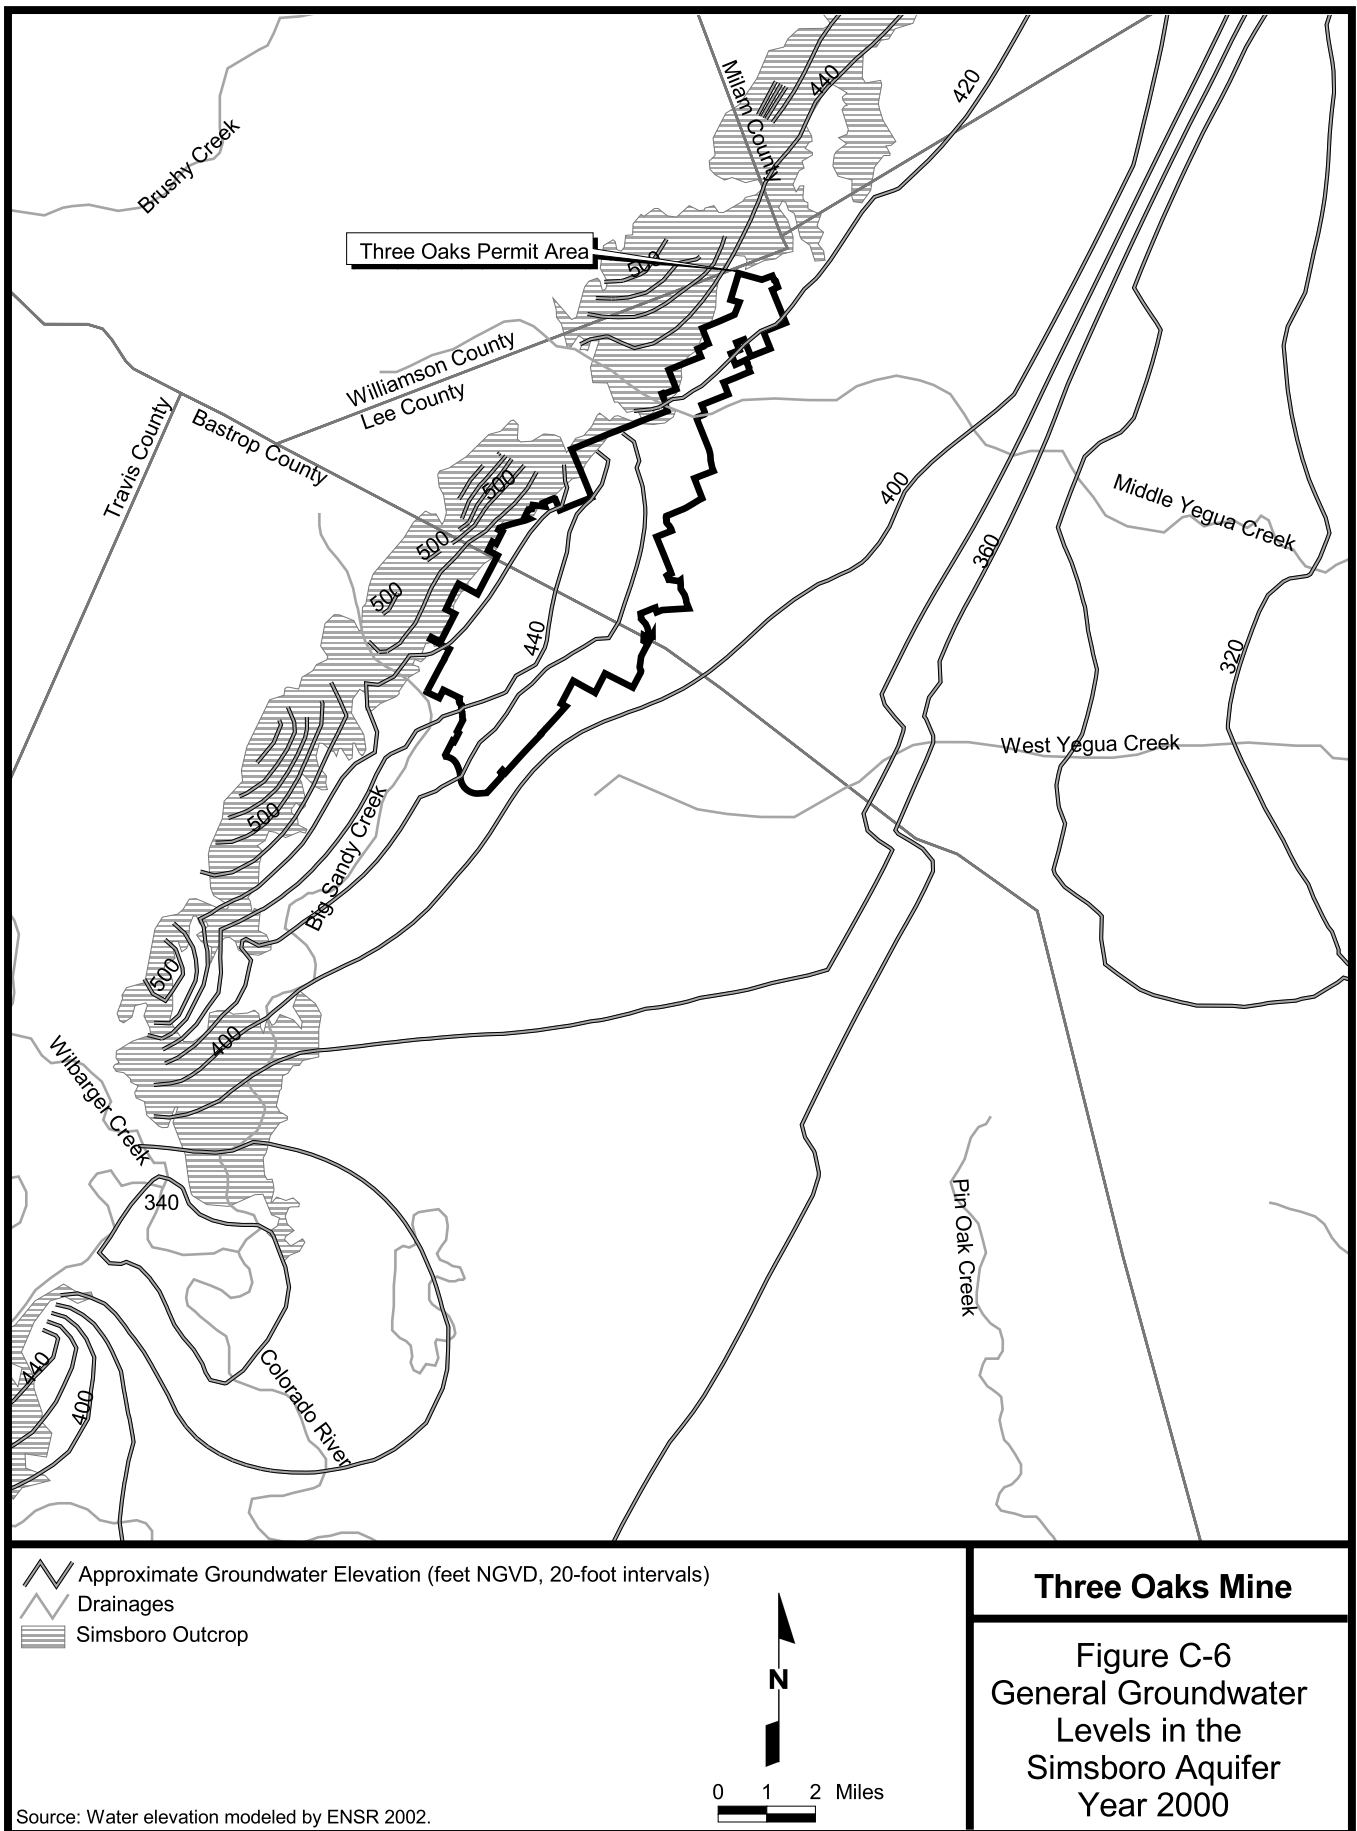 440
420
Milam County
Brushy Creek
Three Oaks Permit Area
500
Williamson County
Lee County
Travis County
Bastrop County
500
500
500
400
Middle Yegua Creek
360
440
320
West Yegua Creek
500
Big Sandy Creek
500
400
Wilbarger Creek
340
Pin Oak Creek
440
400
Colorado River
Approximate Groundwater Elevation (feet NGVD, 20-foot intervals)
Drainages
Simsboro Outcrop
N
0 1 2 Miles
Source: Water elevation modeled by ENSR 2002.
Three Oaks Mine
Figure C-6
General Groundwater
Levels in the
Simsboro Aquifer
Year 2000